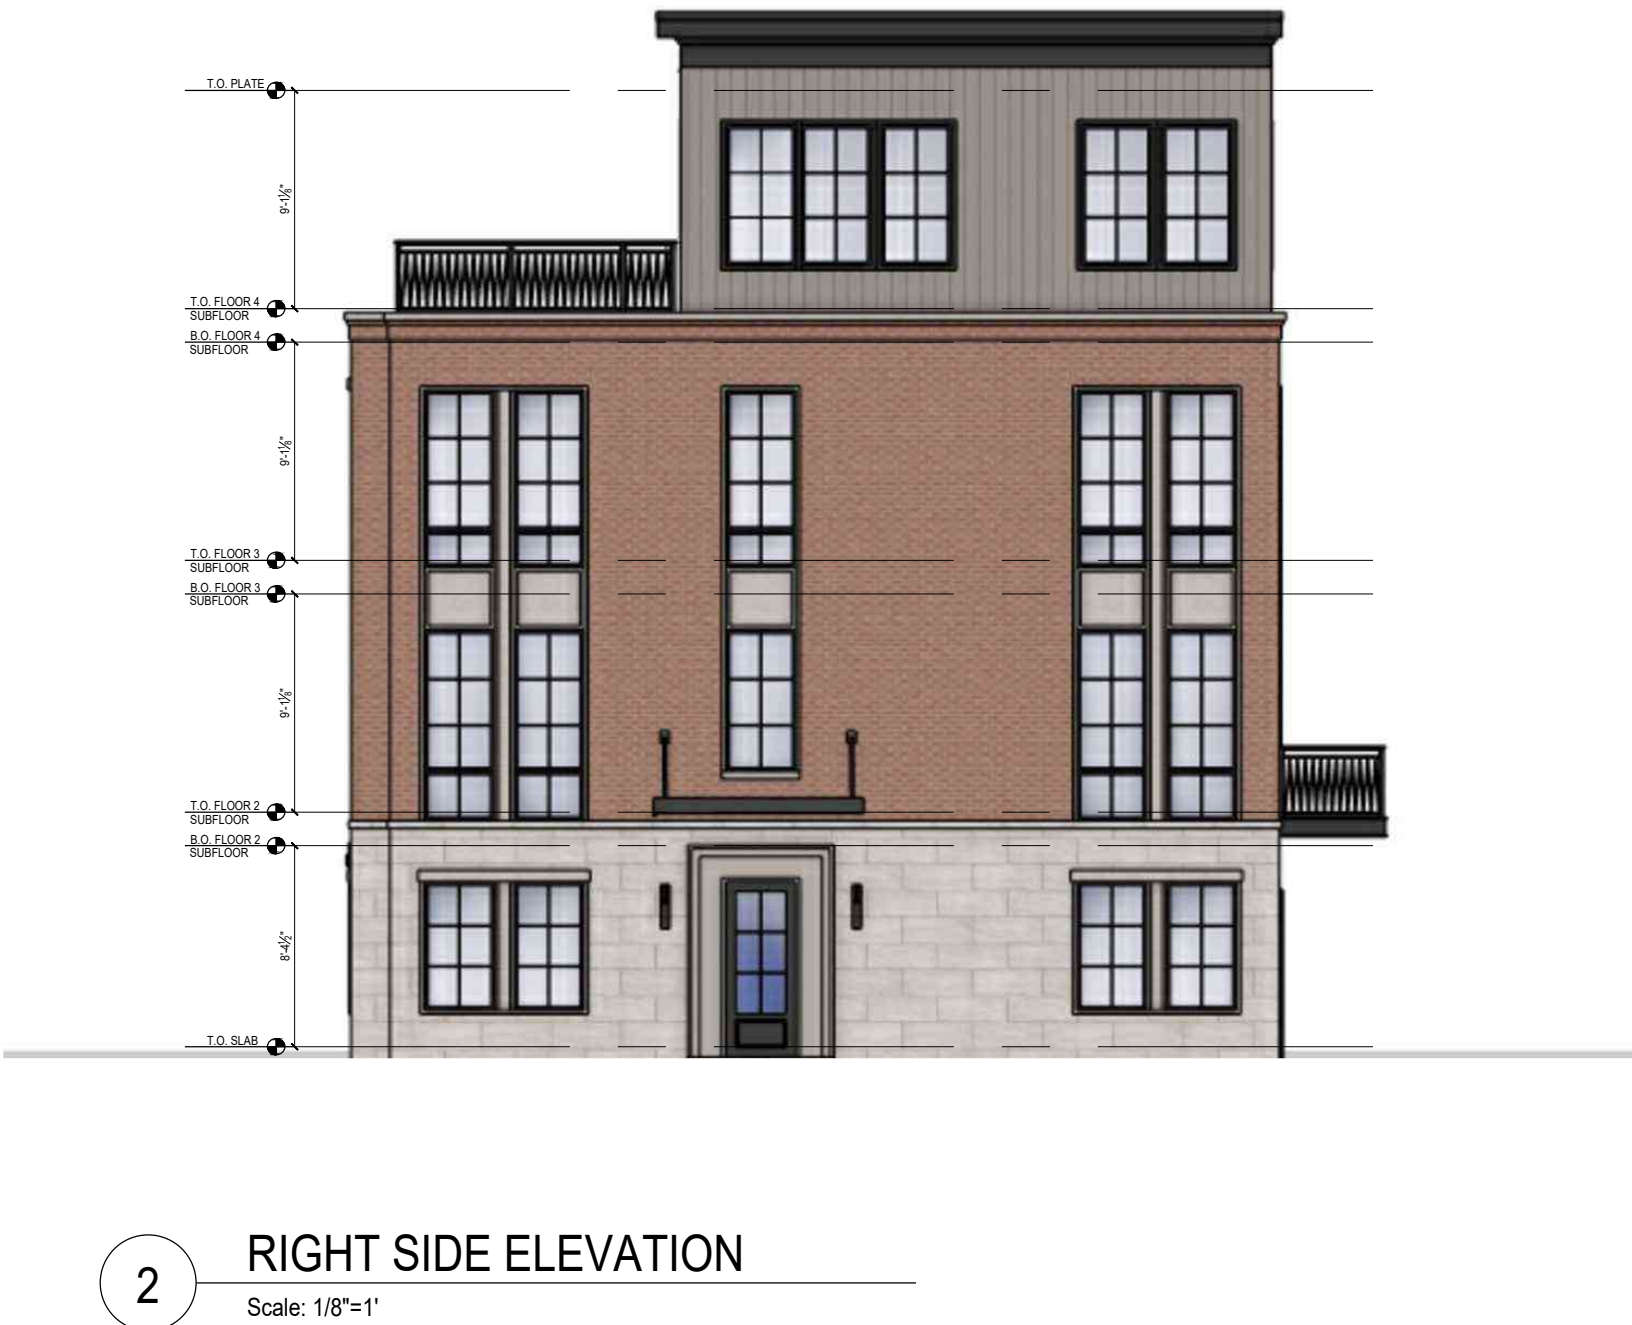 T.O. PLATE
9'-1⅛"
T.O. FLOOR 4
SUBFLOOR
B.O. FLOOR 4
SUBFLOOR
9'-1⅛"
T.O. FLOOR 3
SUBFLOOR
B.O. FLOOR 3
SUBFLOOR
9'-1⅛"
T.O. FLOOR 2
SUBFLOOR
B.O. FLOOR 2
SUBFLOOR
8'-4½"
T.O. SLAB
2
RIGHT SIDE ELEVATION
Scale: 1/8"=1'